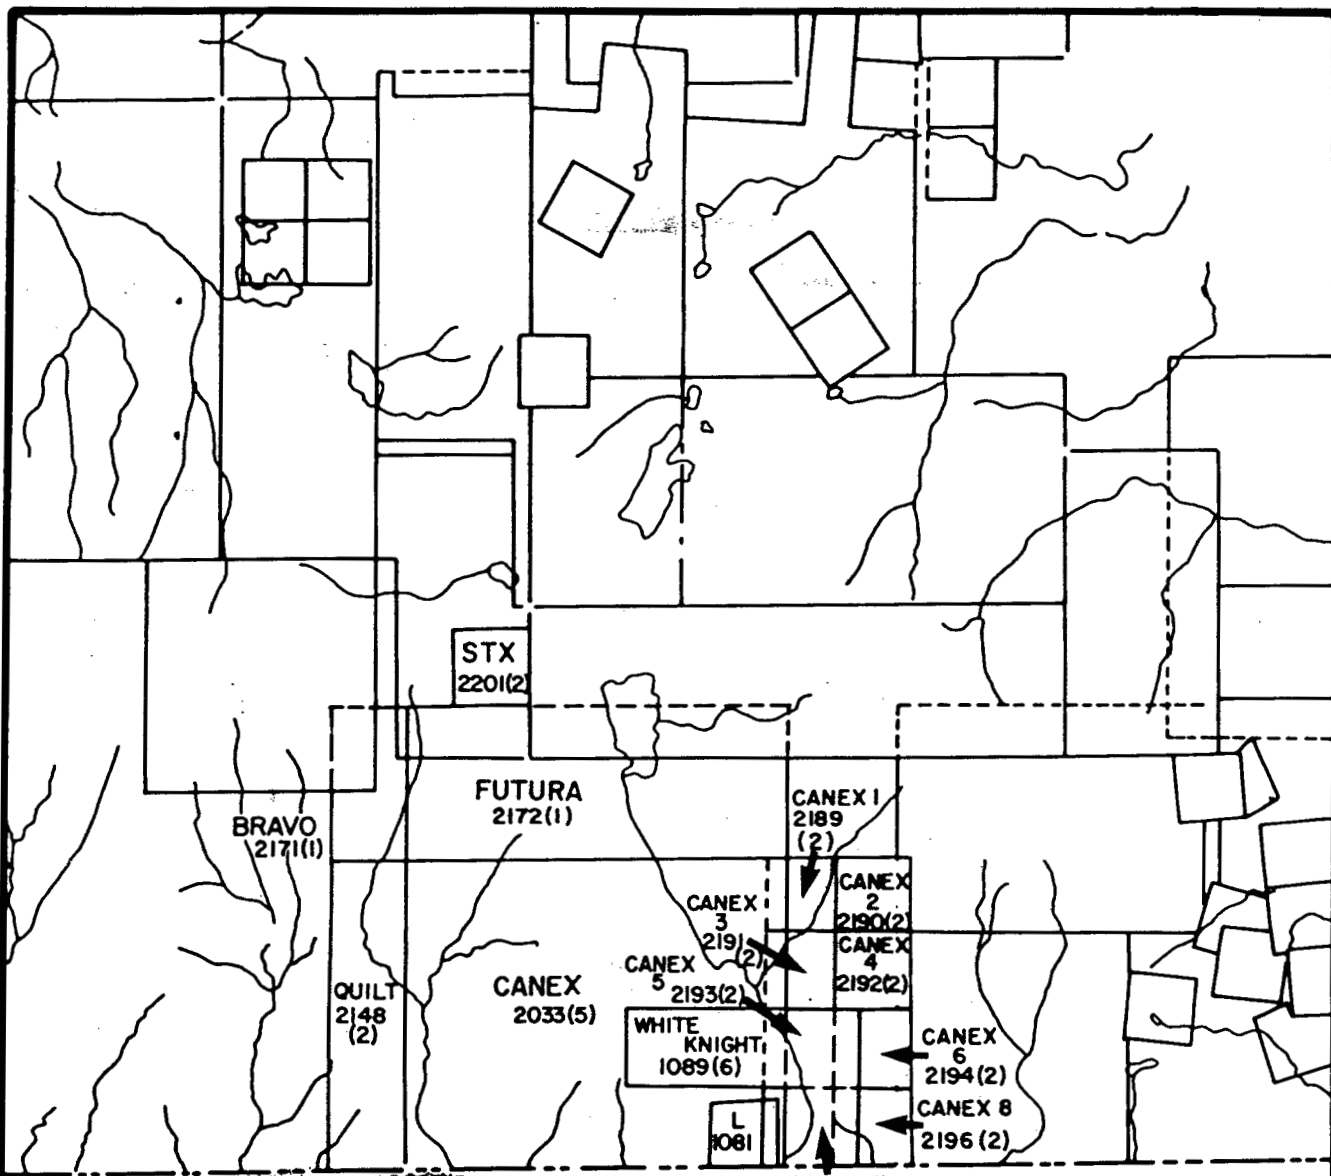 STX
2201(2)
FUTURA
2172(1)
BRAVO
2171(1)
CANEX 1
2189
(2)
CANEX
2
2190(2)
CANEX
3
2191
(2)
CANEX
4
2192(2)
CANEX
5
2193(2)
QUILT
2148
(2)
CANEX
2033(5)
WHITE
KNIGHT
1089(6)
CANEX
6
2194(2)
L
1081
CANEX 8
2196(2)